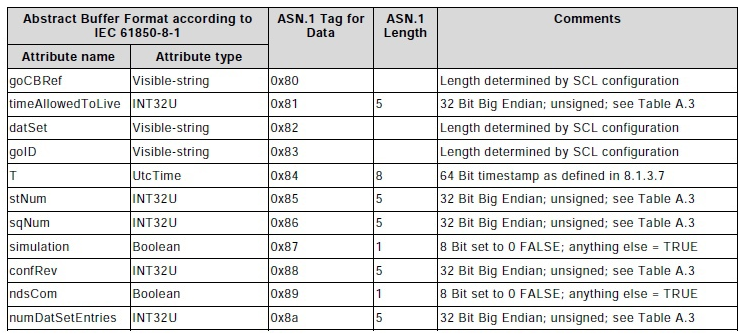 Abstract Buffer Format according to IEC 61850-8-1 ASN.1 Tag for Data ASN.1 Length Comments
Attribute name Attribute type
goCBRef Visible-string 0x80 Length determined by SCL configuration
timeAllowedToLive INT32U 0x81 5 32 Bit Big Endian; unsigned; see Table A.3
datSet Visible-string 0x82 Length determined by SCL configuration
goID Visible-string 0x83 Length determined by SCL configuration
T UtcTime 0x84 8 64 Bit timestamp as defined in 8.1.3.7
stNum INT32U 0x85 5 32 Bit Big Endian; unsigned; see Table A.3
sqNum INT32U 0x86 5 32 Bit Big Endian; unsigned; see Table A.3
simulation Boolean 0x87 1 8 Bit set to 0 FALSE; anything else = TRUE
confRev INT32U 0x88 5 32 Bit Big Endian; unsigned; see Table A.3
ndsCom Boolean 0x89 1 8 Bit set to 0 FALSE; anything else = TRUE
numDatSetEntries INT32U 0x8a 5 32 Bit Big Endian; unsigned; see Table A.3